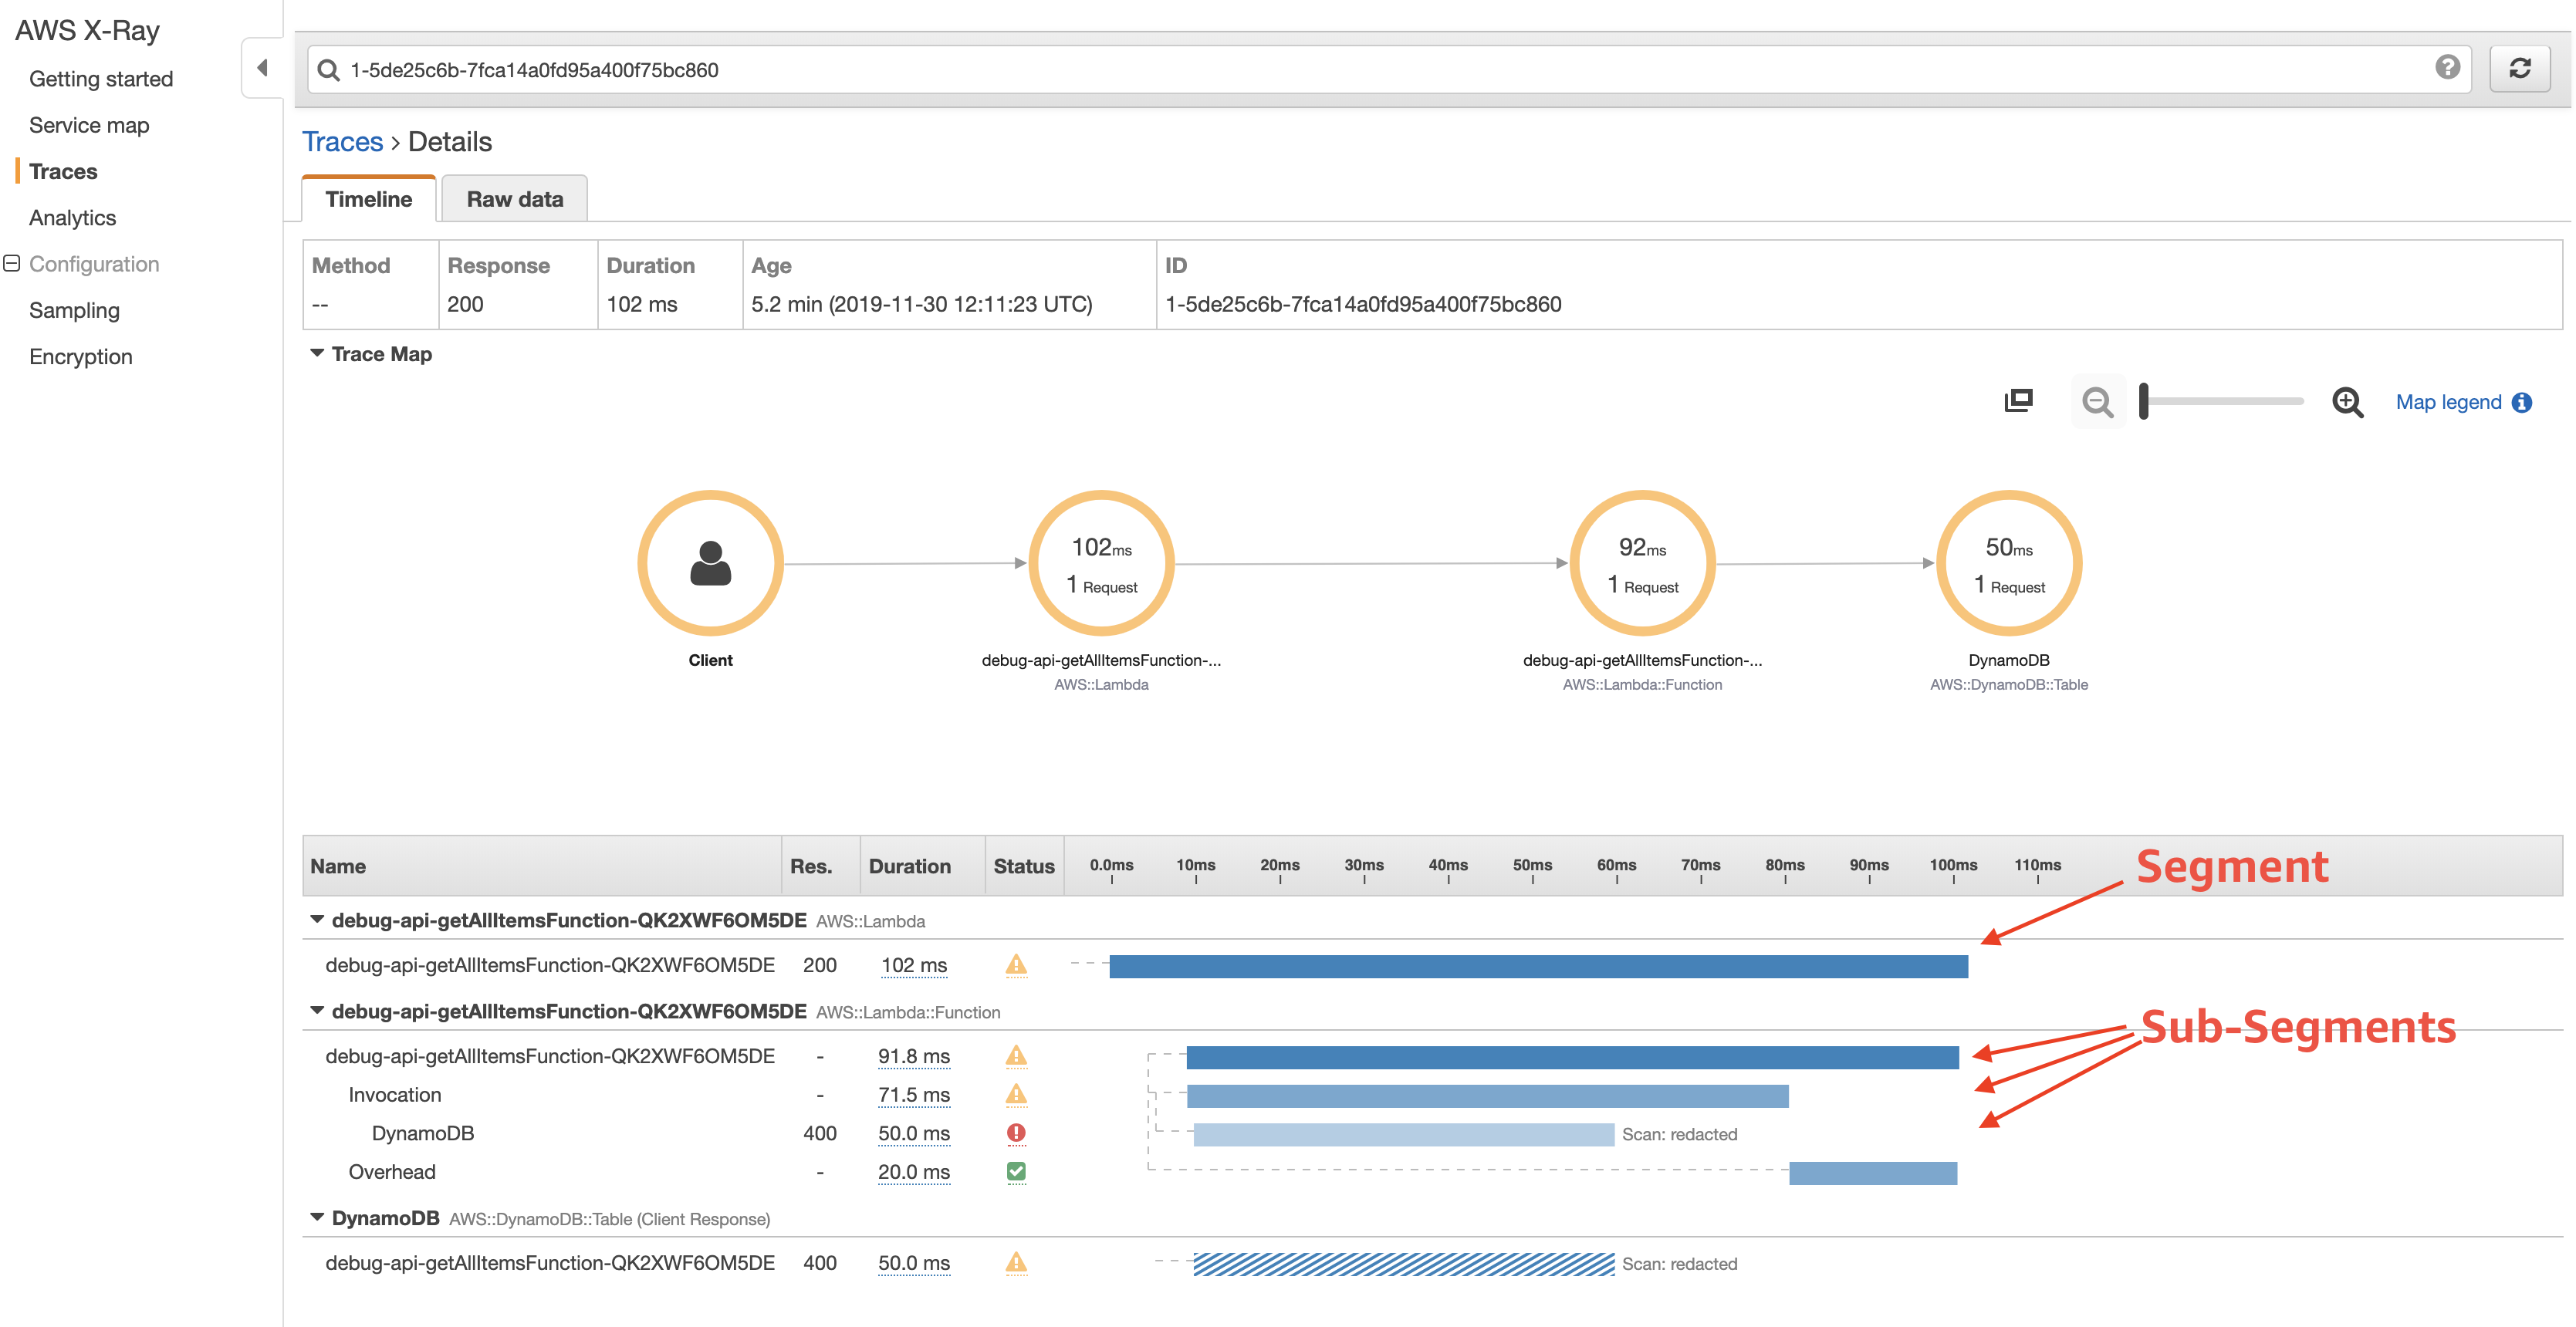 AWS X-Ray
Getting started
Service map
Traces
Analytics
Configuration
Sampling
Encryption
1-5de25c6b-7fca14a0fd95a400f75bc860
Traces > Details
Timeline Raw data
Method Response Duration Age ID
-- 200 102 ms 5.2 min (2019-11-30 12:11:23 UTC) 1-5de25c6b-7fca14a0fd95a400f75bc860
Trace Map
Map legend
102ms 92ms 50ms
1 Request 1 Request 1 Request
Client debug-api-getAllItemsFunction-... debug-api-getAllItemsFunction-... DynamoDB
AWS::Lambda AWS::Lambda::Function AWS::DynamoDB::Table
Name Res. Duration Status 0.0ms 10ms 20ms 30ms 40ms 50ms 60ms 70ms 80ms 90ms 100ms 110ms
Segment
debug-api-getAllItemsFunction-QK2XWF6OM5DE AWS::Lambda
debug-api-getAllItemsFunction-QK2XWF6OM5DE 200 102 ms
debug-api-getAllItemsFunction-QK2XWF6OM5DE AWS::Lambda::Function
Sub-Segments
debug-api-getAllItemsFunction-QK2XWF6OM5DE - 91.8 ms
Invocation - 71.5 ms
DynamoDB 400 50.0 ms Scan: redacted
Overhead - 20.0 ms
DynamoDB AWS::DynamoDB::Table (Client Response)
debug-api-getAllItemsFunction-QK2XWF6OM5DE 400 50.0 ms Scan: redacted